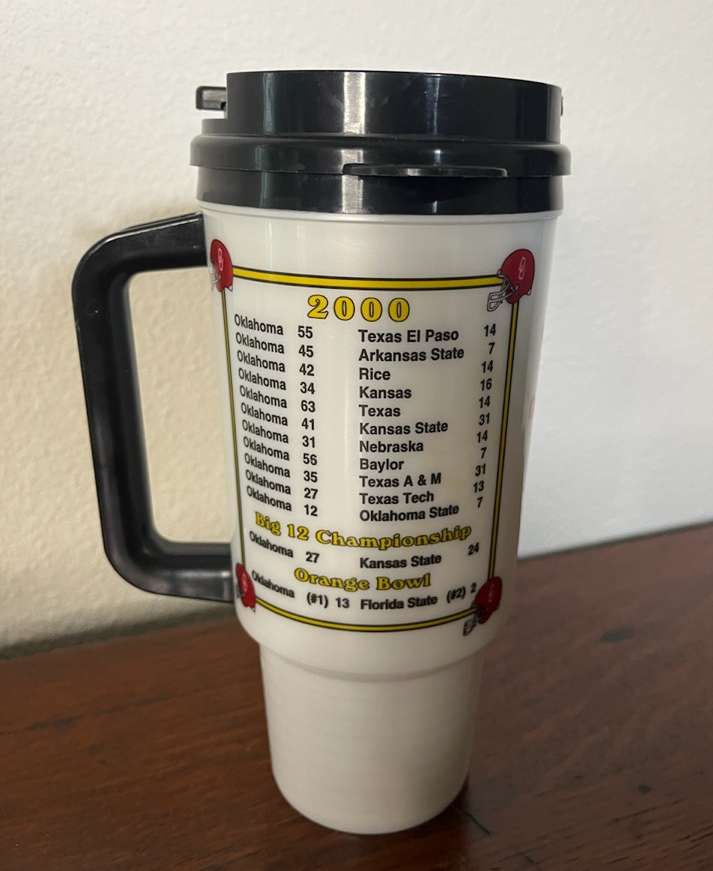 2000
Oklahoma 55 Texas El Paso 14
Oklahoma 45 Arkansas State 7
Oklahoma 42 Rice 14
Oklahoma 34 Kansas 16
Oklahoma 63 Texas 14
Oklahoma 41 Kansas State 31
Oklahoma 31 Nebraska 14
Oklahoma 56 Baylor 7
Oklahoma 35 Texas A & M 31
Oklahoma 27 Texas Tech 13
Oklahoma 12 Oklahoma State 7
Big 12 Championship
Oklahoma 27 Kansas State 24
Orange Bowl
Oklahoma (#1) 13 Florida State (#2) 2